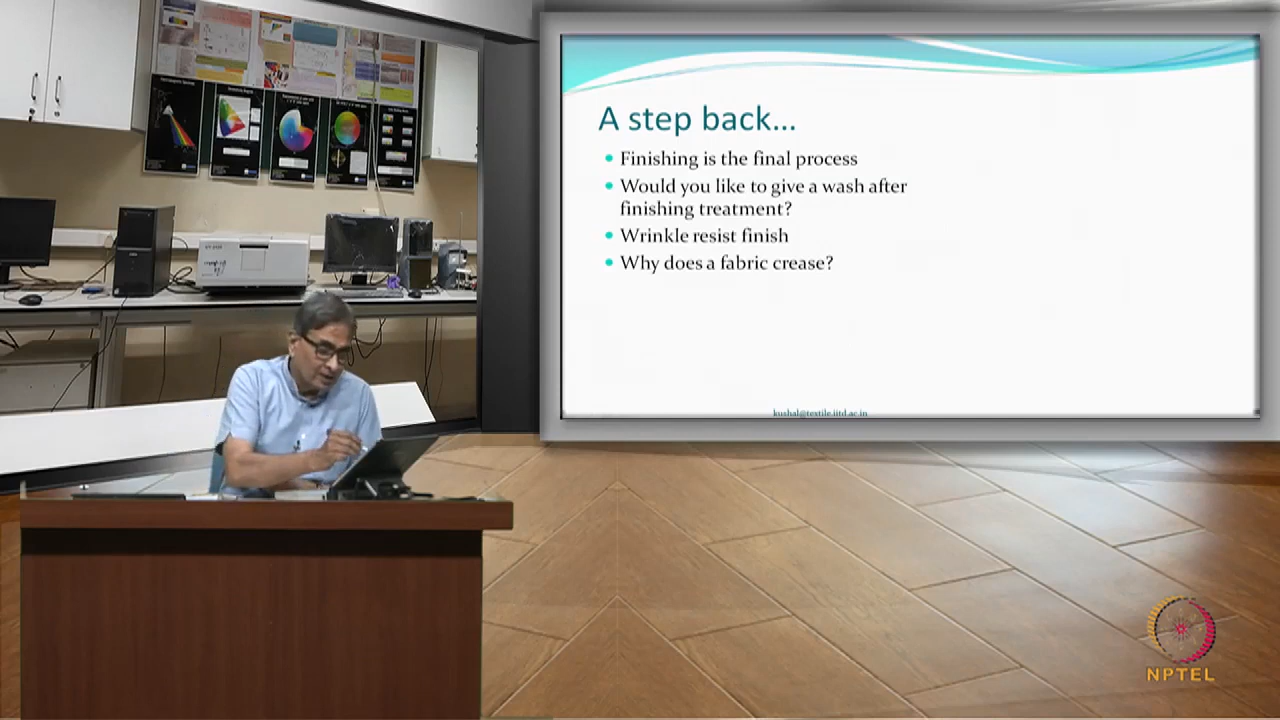 A step back...
Finishing is the final process
Would you like to give a wash after
finishing treatment?
Wrinkle resist finish
Why does a fabric crease?
kushal@textile.iitd.ac.in
NPTEL